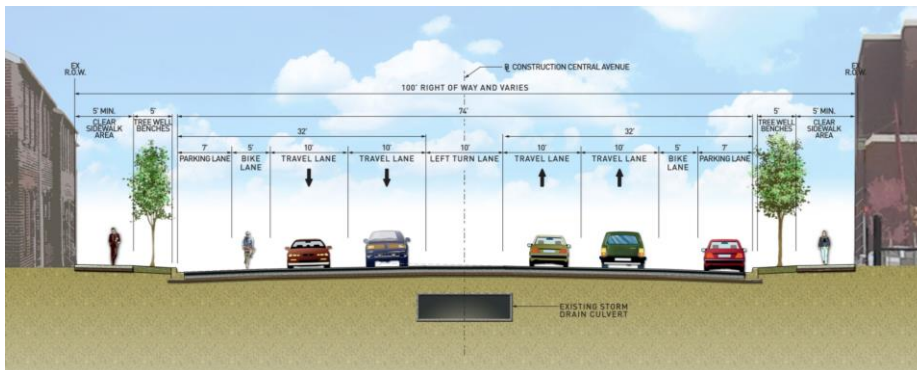 ℄ CONSTRUCTION CENTRAL AVENUE
EX
R.O.W.
EX
R.O.W.
100' RIGHT OF WAY AND VARIES
5' MIN.
CLEAR
SIDEWALK
AREA
5'
TREE WELL
BENCHES
74'
5'
TREE WELL
BENCHES
5' MIN.
CLEAR
SIDEWALK
AREA
32'
32'
7'
PARKING LANE
5'
BIKE
LANE
10'
TRAVEL LANE
10'
TRAVEL LANE
10'
LEFT TURN LANE
10'
TRAVEL LANE
10'
TRAVEL LANE
5'
BIKE
LANE
7'
PARKING LANE
EXISTING STORM
DRAIN CULVERT